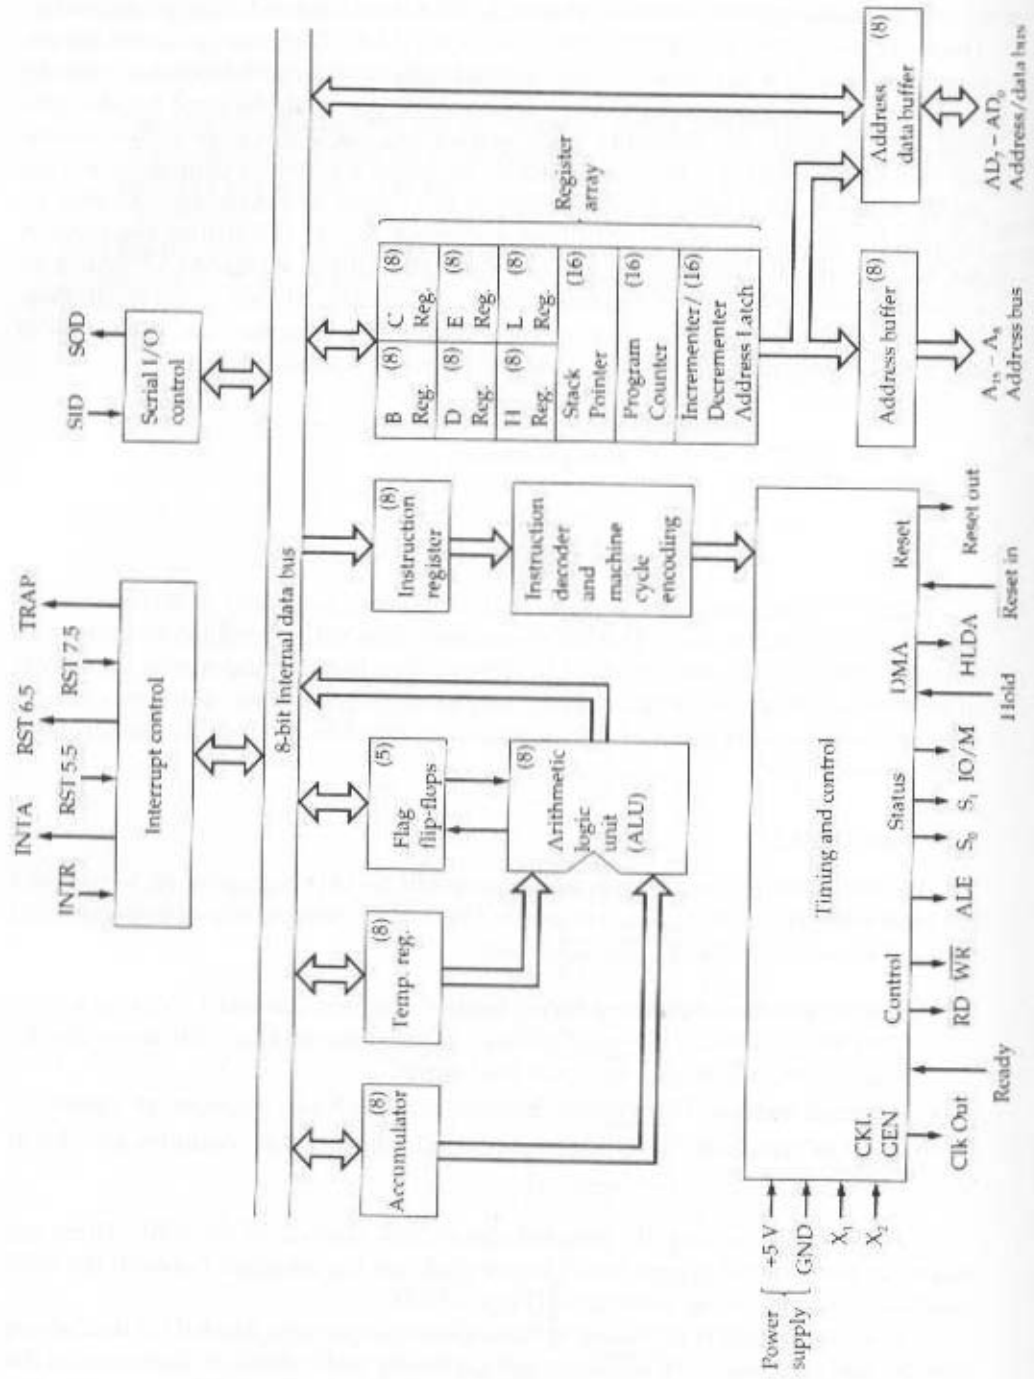 INTR
INTA
RST 5.5
RST 6.5
RST 7.5
TRAP
SID
SOD
Interrupt control
Serial I/O
control
8-bit Internal data bus
(8)
Accumulator
(8)
Temp. reg.
(5)
Flag
flip-flops
(8)
Arithmetic
logic
unit
(ALU)
(8)
Instruction
register
Instruction
decoder
and
machine
cycle
encoding
B (8)
Reg.
C (8)
Reg.
D (8)
Reg.
E (8)
Reg.
H (8)
Reg.
L (8)
Reg.
Stack (16)
Pointer
Program (16)
Counter
Incrementer/ (16)
Decrementer
Address Latch
Register
array
Power
supply
+5 V
GND
X₁
X₂
Timing and control
CKL
GEN
Control
Status
DMA
Reset
Clk Out
Ready
R̅D̅
W̅R̅
ALE
S₀
S₁
IO/M
Hold
HLDA
Reset in
Reset out
(8)
Address buffer
(8)
Address
data buffer
A₁₅ – A₈
Address bus
AD₇ – AD₀
Address/data bus